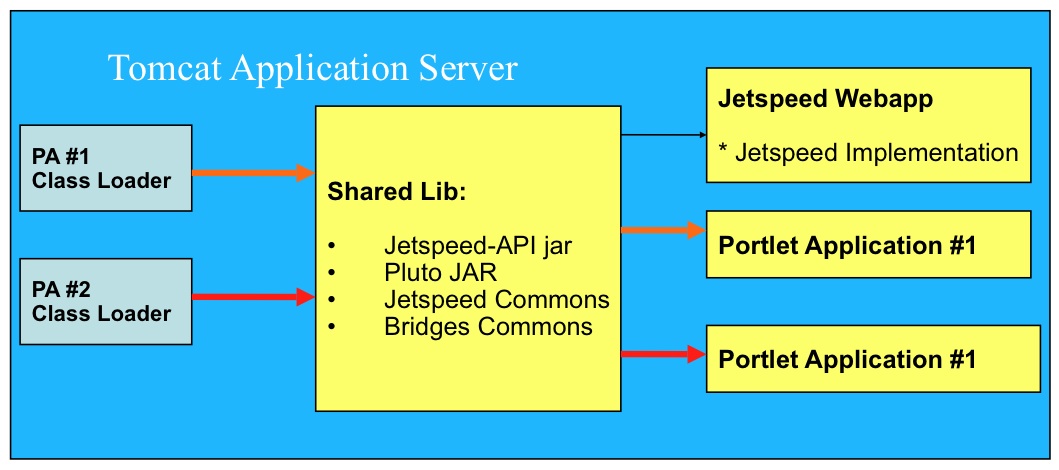 Tomcat Application Server
PA #1
Class Loader
PA #2
Class Loader
Shared Lib:
• Jetspeed-API jar
• Pluto JAR
• Jetspeed Commons
• Bridges Commons
Jetspeed Webapp
* Jetspeed Implementation
Portlet Application #1
Portlet Application #1